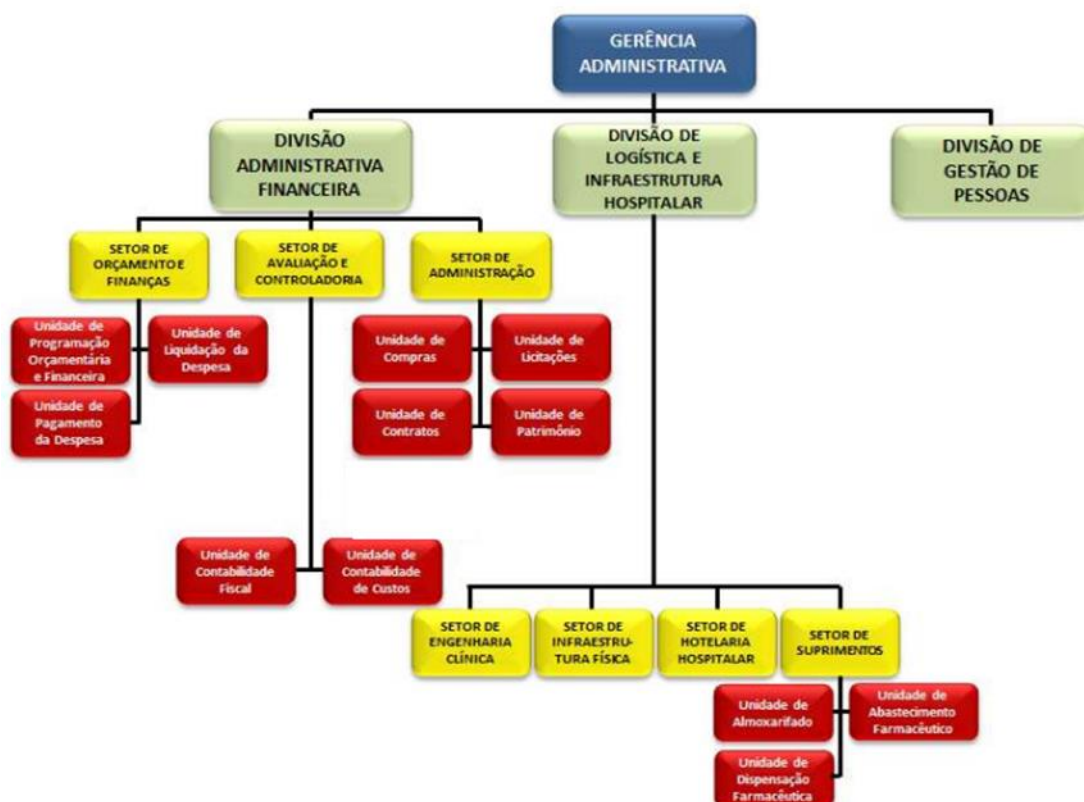 GERÊNCIA
ADMINISTRATIVA
DIVISÃO
ADMINISTRATIVA
FINANCEIRA
DIVISÃO DE
LOGÍSTICA E
INFRAESTRUTURA
HOSPITALAR
DIVISÃO DE
GESTÃO DE
PESSOAS
SETOR DE
ORÇAMENTO E
FINANÇAS
SETOR DE
AVALIAÇÃO E
CONTROLADORIA
SETOR DE
ADMINISTRAÇÃO
Unidade de
Programação
Orçamentária
e Financeira
Unidade de
Liquidação da
Despesa
Unidade de
Compras
Unidade de
Licitações
Unidade de
Pagamento
da Despesa
Unidade de
Contratos
Unidade de
Patrimônio
Unidade de
Contabilidade
Fiscal
Unidade de
Contabilidade
de Custos
SETOR DE
ENGENHARIA
CLÍNICA
SETOR DE
INFRAESTRU-
TURA FÍSICA
SETOR DE
HOTELARIA
HOSPITALAR
SETOR DE
SUPRIMENTOS
Unidade de
Almoxarifado
Unidade de
Abastecimento
Farmacêutico
Unidade de
Dispensação
Farmacêutica